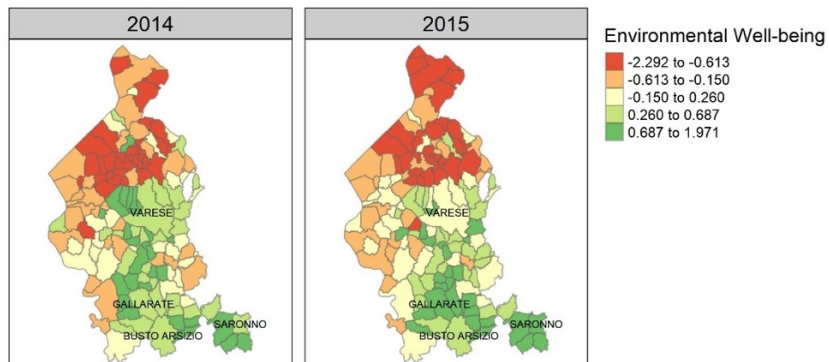 2014
2015
Environmental Well-being
-2.292 to -0.613
-0.613 to -0.150
-0.150 to 0.260
0.260 to 0.687
0.687 to 1.971
VARESE
GALLARATE
SARONNO
BUSTO ARSIZIO
VARESE
GALLARATE
SARONNO
BUSTO ARSIZIO